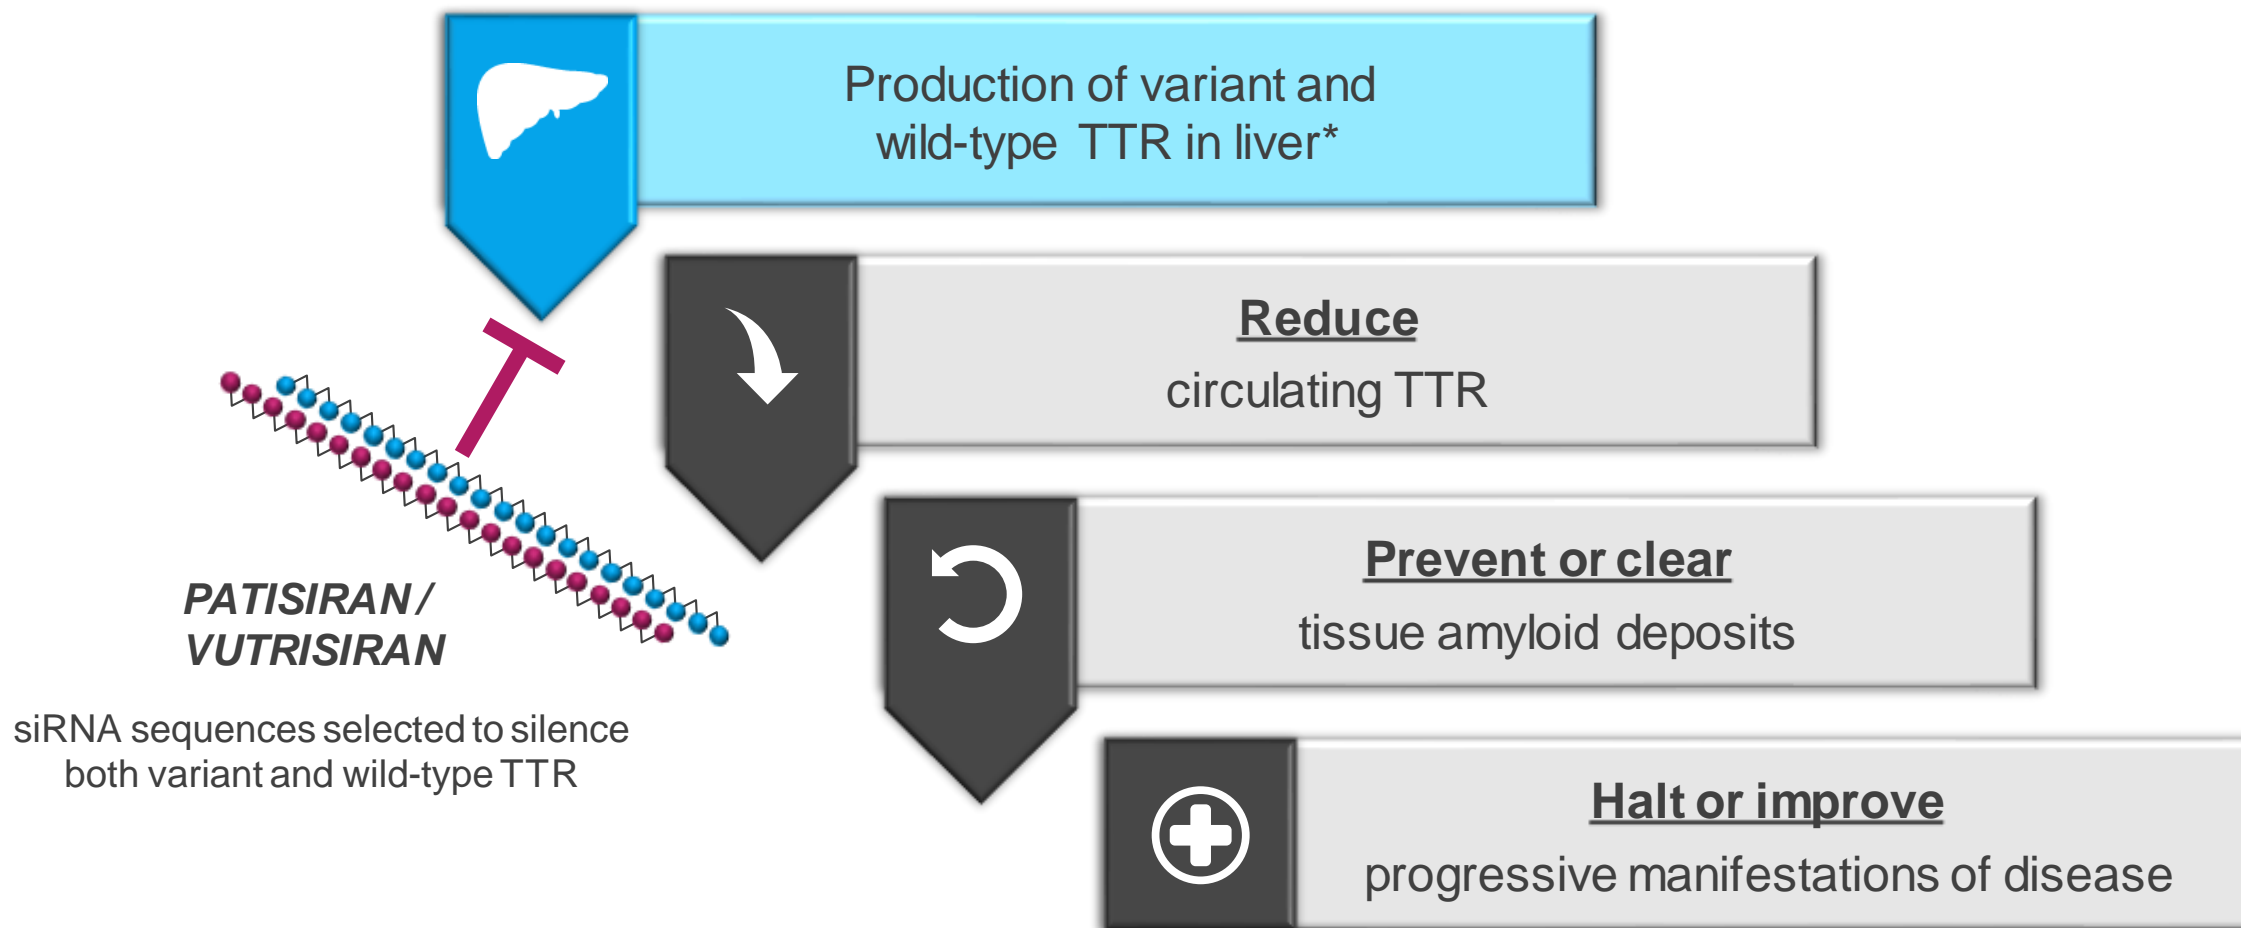 Production of variant and
wild-type TTR in liver*
Reduce
circulating TTR
Prevent or clear
tissue amyloid deposits
Halt or improve
progressive manifestations of disease
PATISIRAN /
VUTRISIRAN
siRNA sequences selected to silence
both variant and wild-type TTR